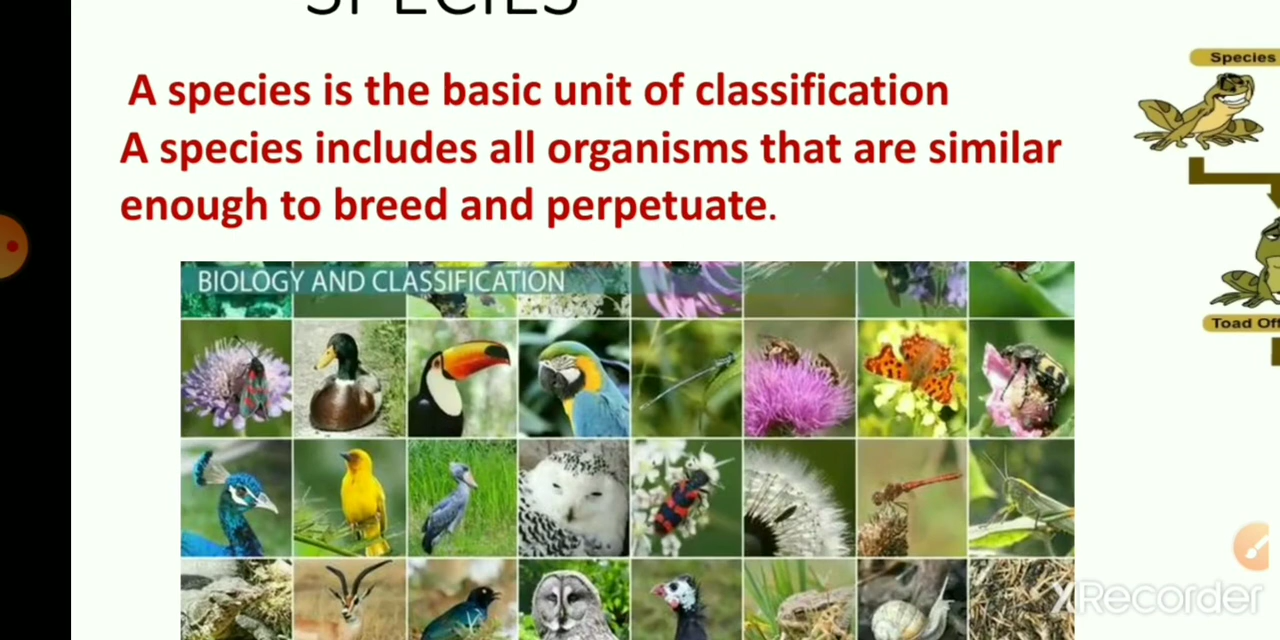 SPECIES
A species is the basic unit of classification
A species includes all organisms that are similar
enough to breed and perpetuate.
BIOLOGY AND CLASSIFICATION
Species
Toad Off
XRecorder